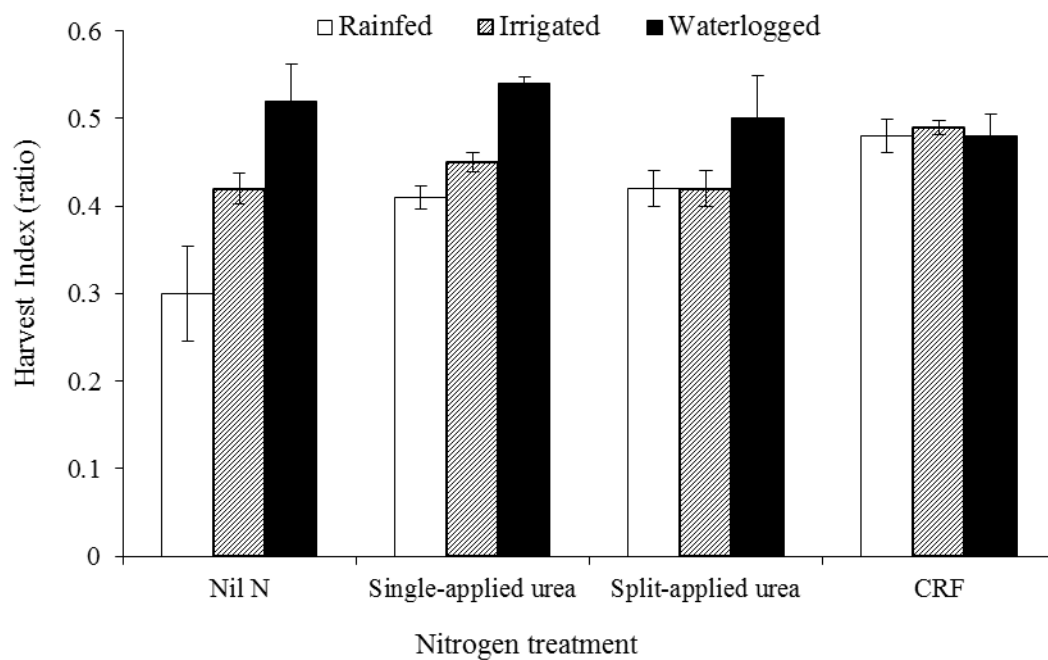 Rainfed Irrigated Waterlogged
Harvest Index (ratio)
0.6
0.5
0.4
0.3
0.2
0.1
0
Nil N Single-applied urea Split-applied urea CRF
Nitrogen treatment